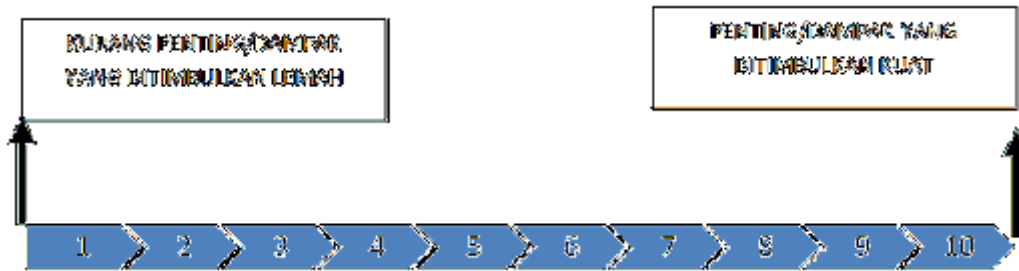 KURANG PENTING/DAMPAK
YANG DITIMBULKAN LEMAH
PENTING/DAMPAK YANG
DITIMBULKAN KUAT
1 2 3 4 5 6 7 8 9 10